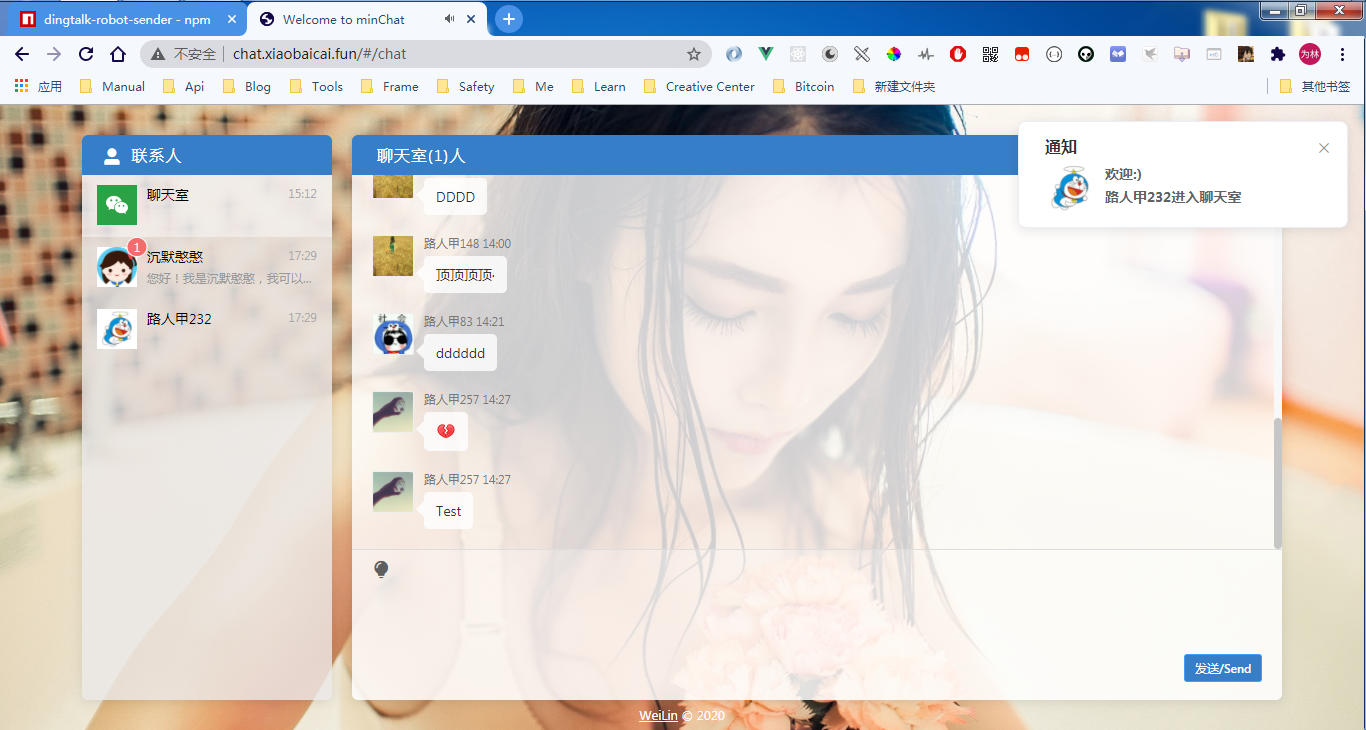 dingtalk-robot-sender - npm
Welcome to minChat
不安全
chat.xiaobaicai.fun/#/chat
为林
应用
Manual
Api
Blog
Tools
Frame
Safety
Me
Learn
Creative Center
Bitcoin
新建文件夹
其他书签
联系人
聊天室
15:12
1
沉默憨憨
17:29
您好！我是沉默憨憨，我可以...
路人甲232
17:29
聊天室(1)人
DDDD
路人甲148 14:00
顶顶顶顶·
路人甲83 14:21
社会
dddddd
路人甲257 14:27
💔
路人甲257 14:27
Test
发送/Send
通知
欢迎:)
路人甲232进入聊天室
WeiLin © 2020